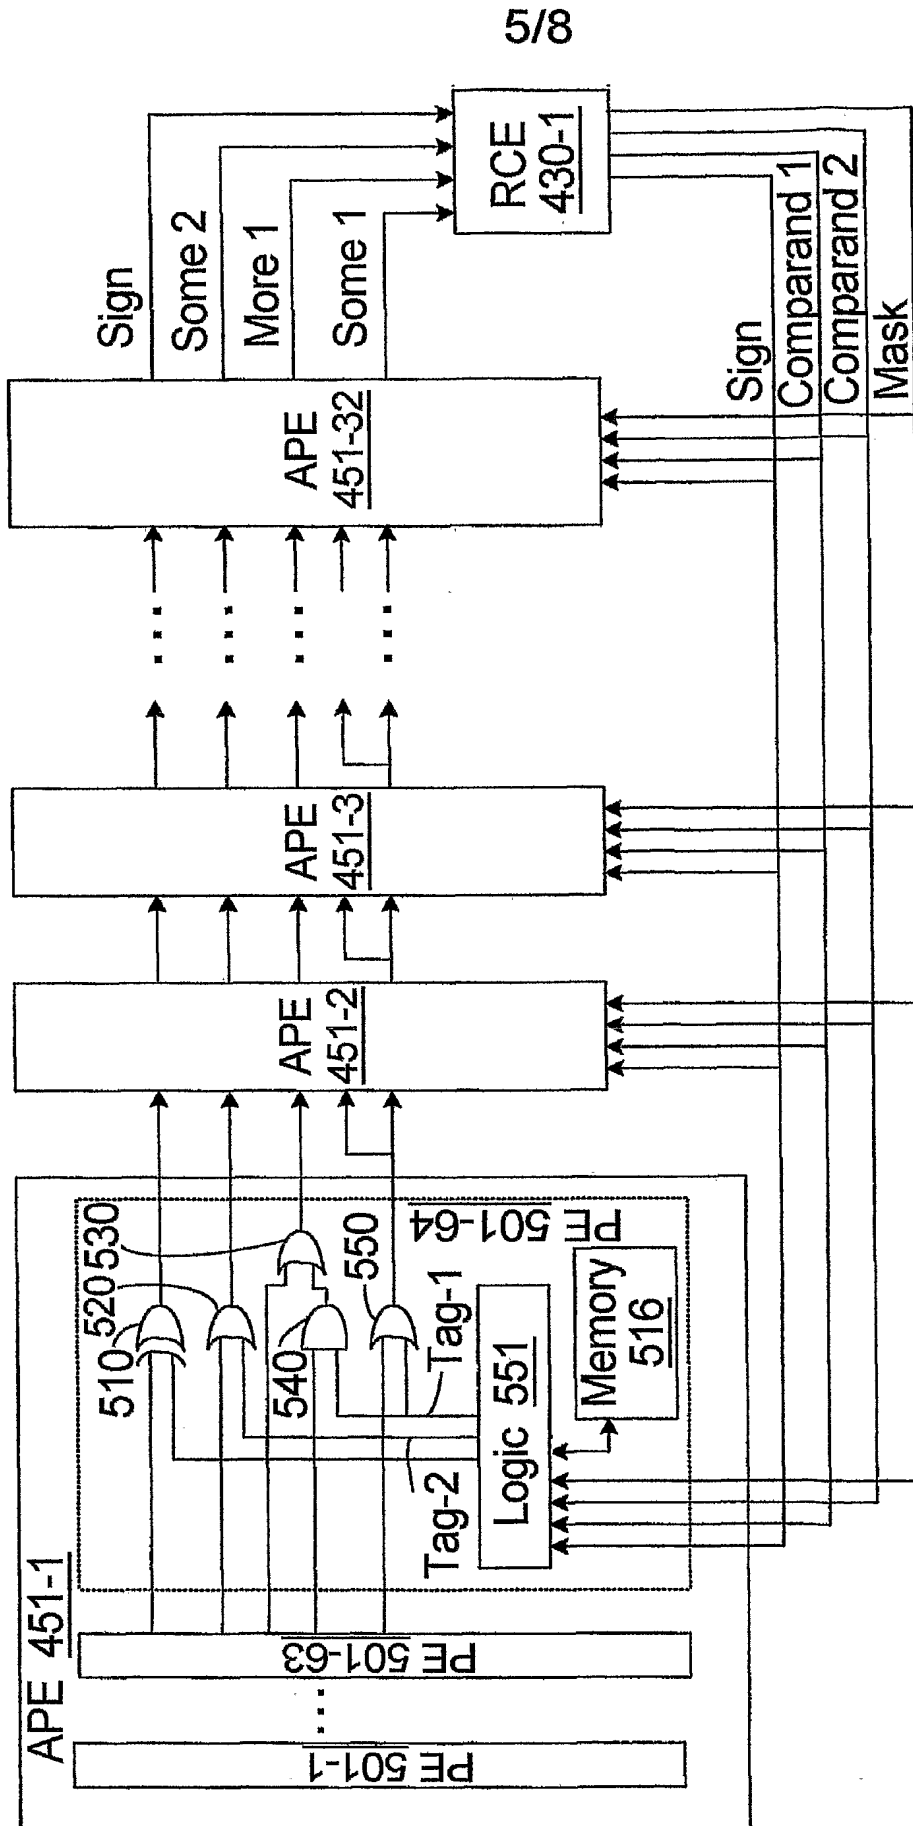 5/8
APE 451-1
PE 501-1
...
PE 501-63
PE 501-64
510
520
530
540
550
Tag-1
Tag-2
Logic 551
Memory
516
APE
451-2
APE
451-3
...
...
...
...
APE
451-32
Sign
Some 2
More 1
Some 1
RCE
430-1
Sign
Comparand 1
Comparand 2
Mask